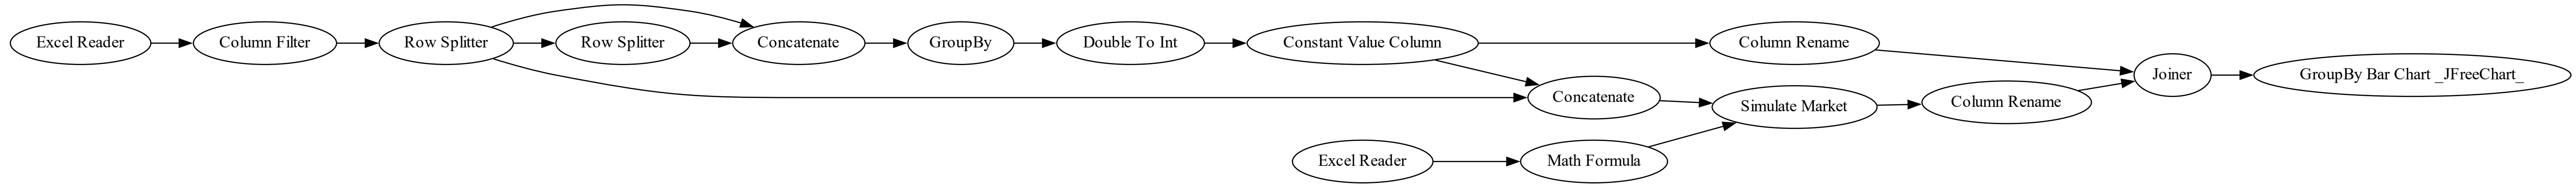 Excel Reader
Column Filter
Row Splitter
Row Splitter
Concatenate
GroupBy
Double To Int
Constant Value Column
Column Rename
Concatenate
Simulate Market
Column Rename
Joiner
GroupBy Bar Chart _JFreeChart_
Excel Reader
Math Formula